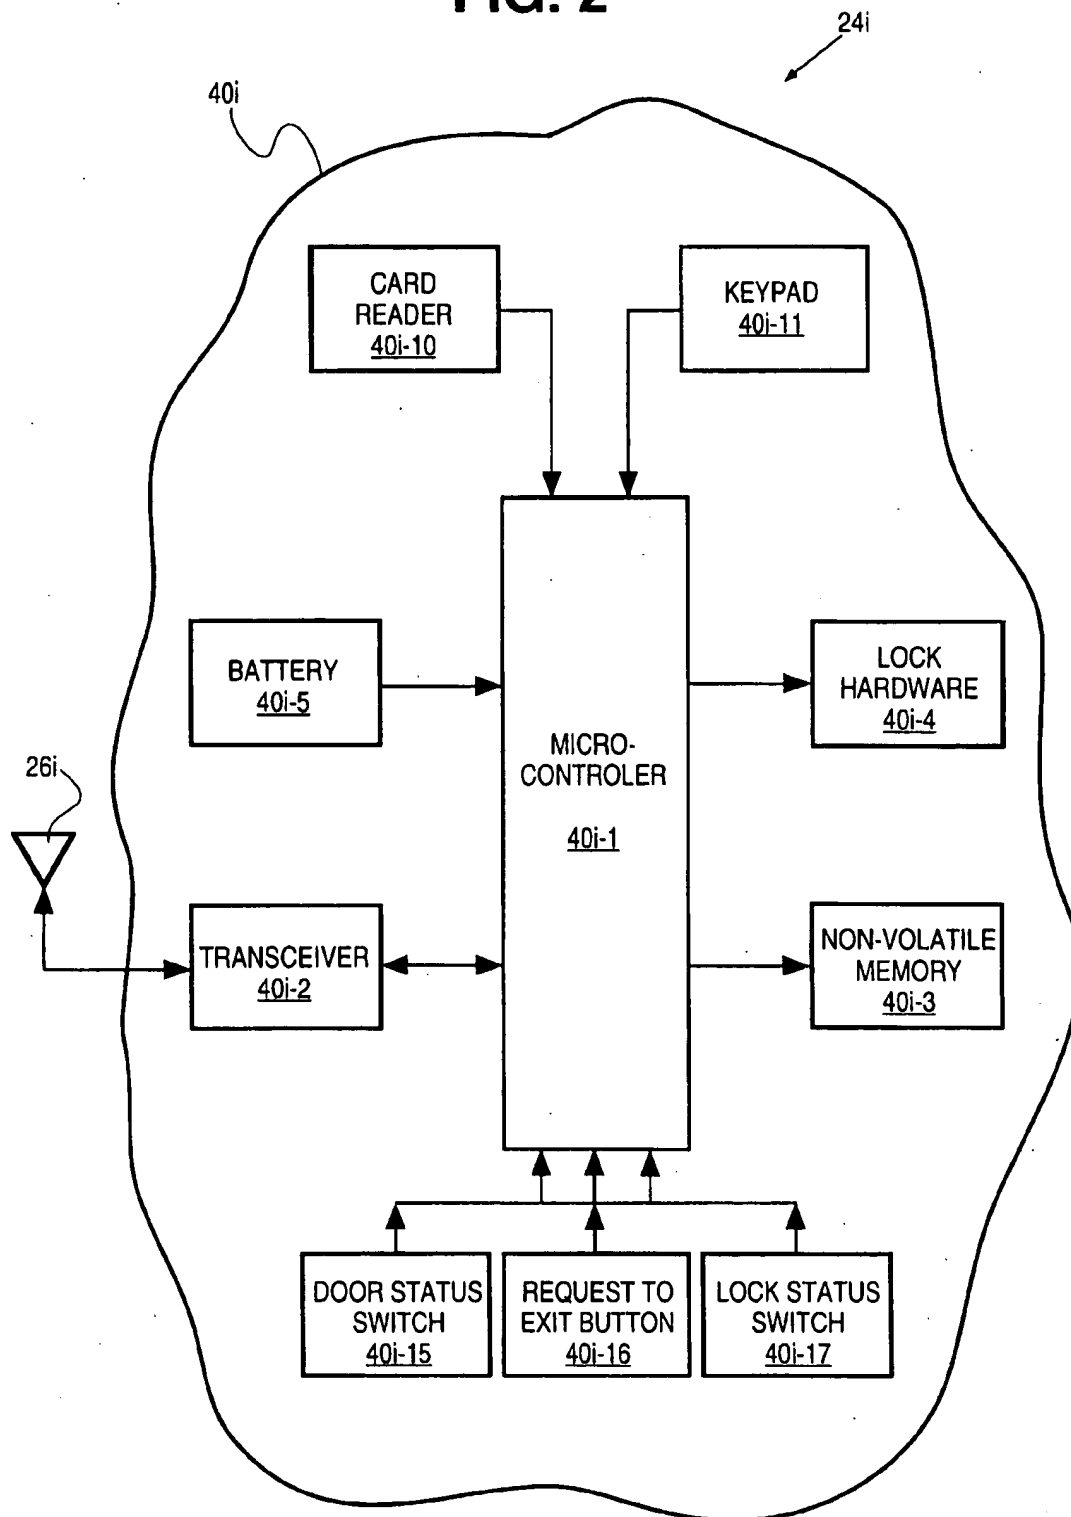 FIG. 2
24i
40i
CARD
READER
40i-10
KEYPAD
40i-11
BATTERY
40i-5
LOCK
HARDWARE
40i-4
MICRO-
CONTROLER
40i-1
26i
TRANSCEIVER
40i-2
NON-VOLATILE
MEMORY
40i-3
DOOR STATUS
SWITCH
40i-15
REQUEST TO
EXIT BUTTON
40i-16
LOCK STATUS
SWITCH
40i-17